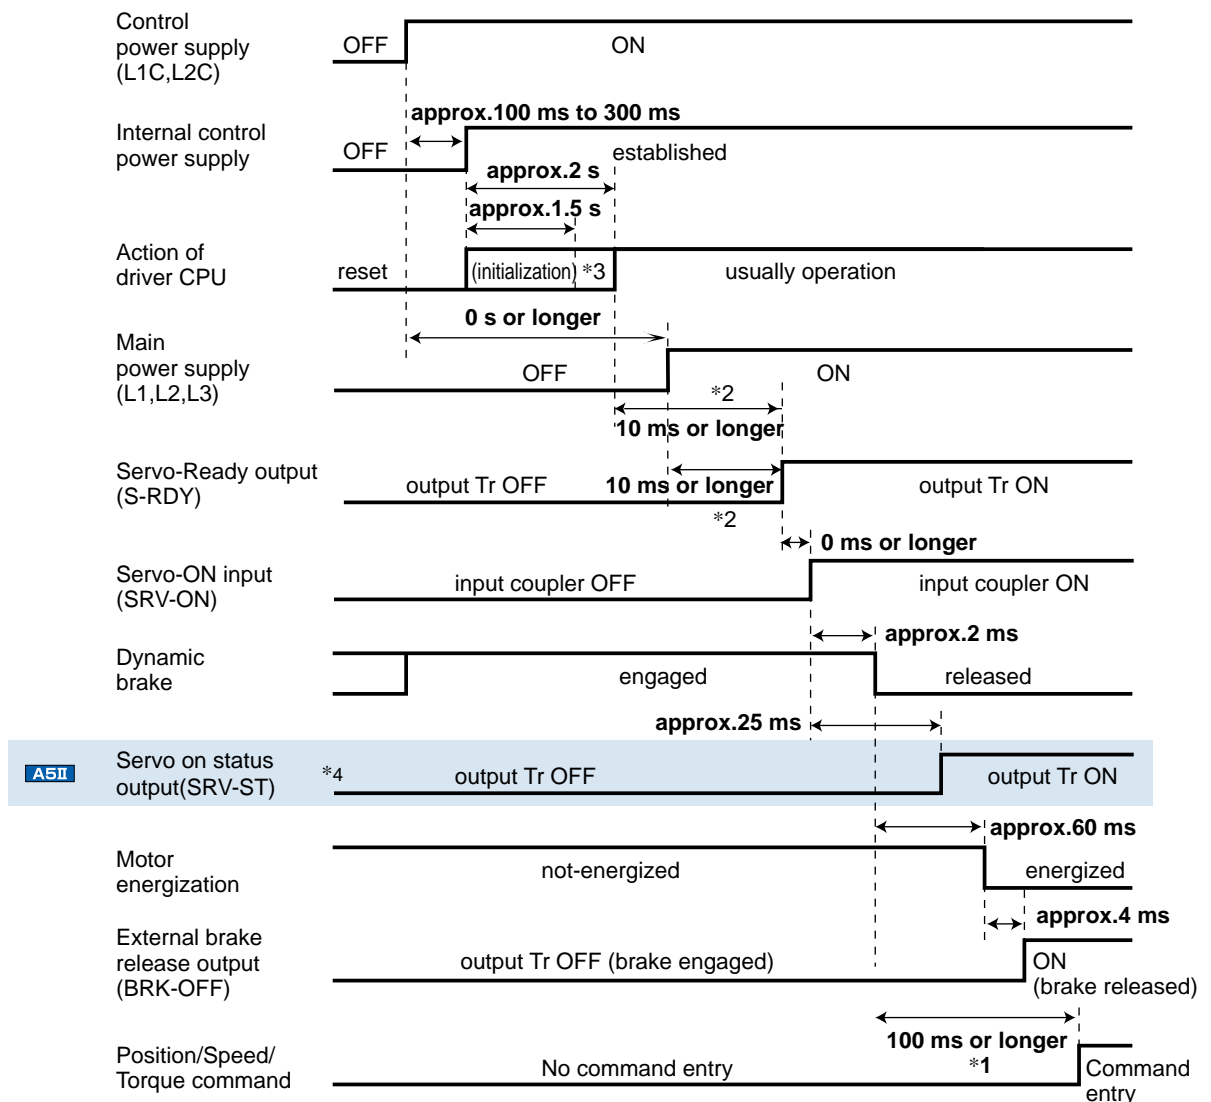 Control
power supply
(L1C,L2C)
OFF
ON
approx.100 ms to 300 ms
Internal control
power supply
OFF
established
approx.2 s
approx.1.5 s
Action of
driver CPU
reset
(initialization) *3
usually operation
0 s or longer
Main
power supply
(L1,L2,L3)
OFF
ON
*2
10 ms or longer
Servo-Ready output
(S-RDY)
output Tr OFF
10 ms or longer
output Tr ON
*2
0 ms or longer
Servo-ON input
(SRV-ON)
input coupler OFF
input coupler ON
approx.2 ms
Dynamic
brake
engaged
released
approx.25 ms
A5II
Servo on status
output(SRV-ST)
*4
output Tr OFF
output Tr ON
approx.60 ms
Motor
energization
not-energized
energized
approx.4 ms
External brake
release output
(BRK-OFF)
output Tr OFF (brake engaged)
ON
(brake released)
100 ms or longer
*1
Position/Speed/
Torque command
No command entry
Command
entry